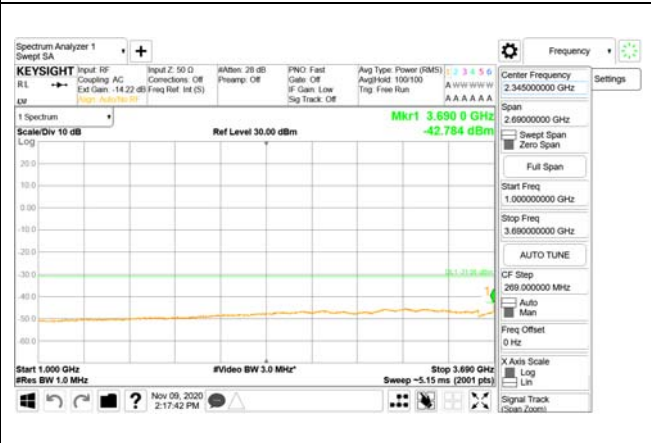 Spectrum Analyzer 1
Swept SA
Frequency
KEYSIGHT
Input: RF
Input Z: 50 Ω
#Atten: 28 dB
PNO: Fast
Avg Type: Power (RMS)
1 2 3 4 5 6
RL
Coupling: AC
Corrections: Off
Preamp: Off
Gate: Off
Avg|Hold: 100/100
A W W W W W
Ext Gain: -14.22 dB
Freq Ref: Int (S)
IF Gain: Low
Trig: Free Run
Align: Auto/No RF
Sig Track: Off
A A A A A A
LW
1 Spectrum
Mkr1 3.690 0 GHz
Scale/Div 10 dB
Ref Level 30.00 dBm
-42.784 dBm
Log
20.0
10.0
0.00
-10.0
-20.0
-30.0
-40.0
-50.0
-60.0
1
Start 1.000 GHz
#Video BW 3.0 MHz*
Stop 3.690 GHz
#Res BW 1.0 MHz
Sweep ~5.15 ms (2001 pts)
Nov 09, 2020
2:17:42 PM
Center Frequency
2.345000000 GHz
Settings
Span
2.69000000 GHz
Swept Span
Zero Span
Full Span
Start Freq
1.000000000 GHz
Stop Freq
3.690000000 GHz
AUTO TUNE
CF Step
269.000000 MHz
Auto
Man
Freq Offset
0 Hz
X Axis Scale
Log
Lin
Signal Track
(Span Zoom)